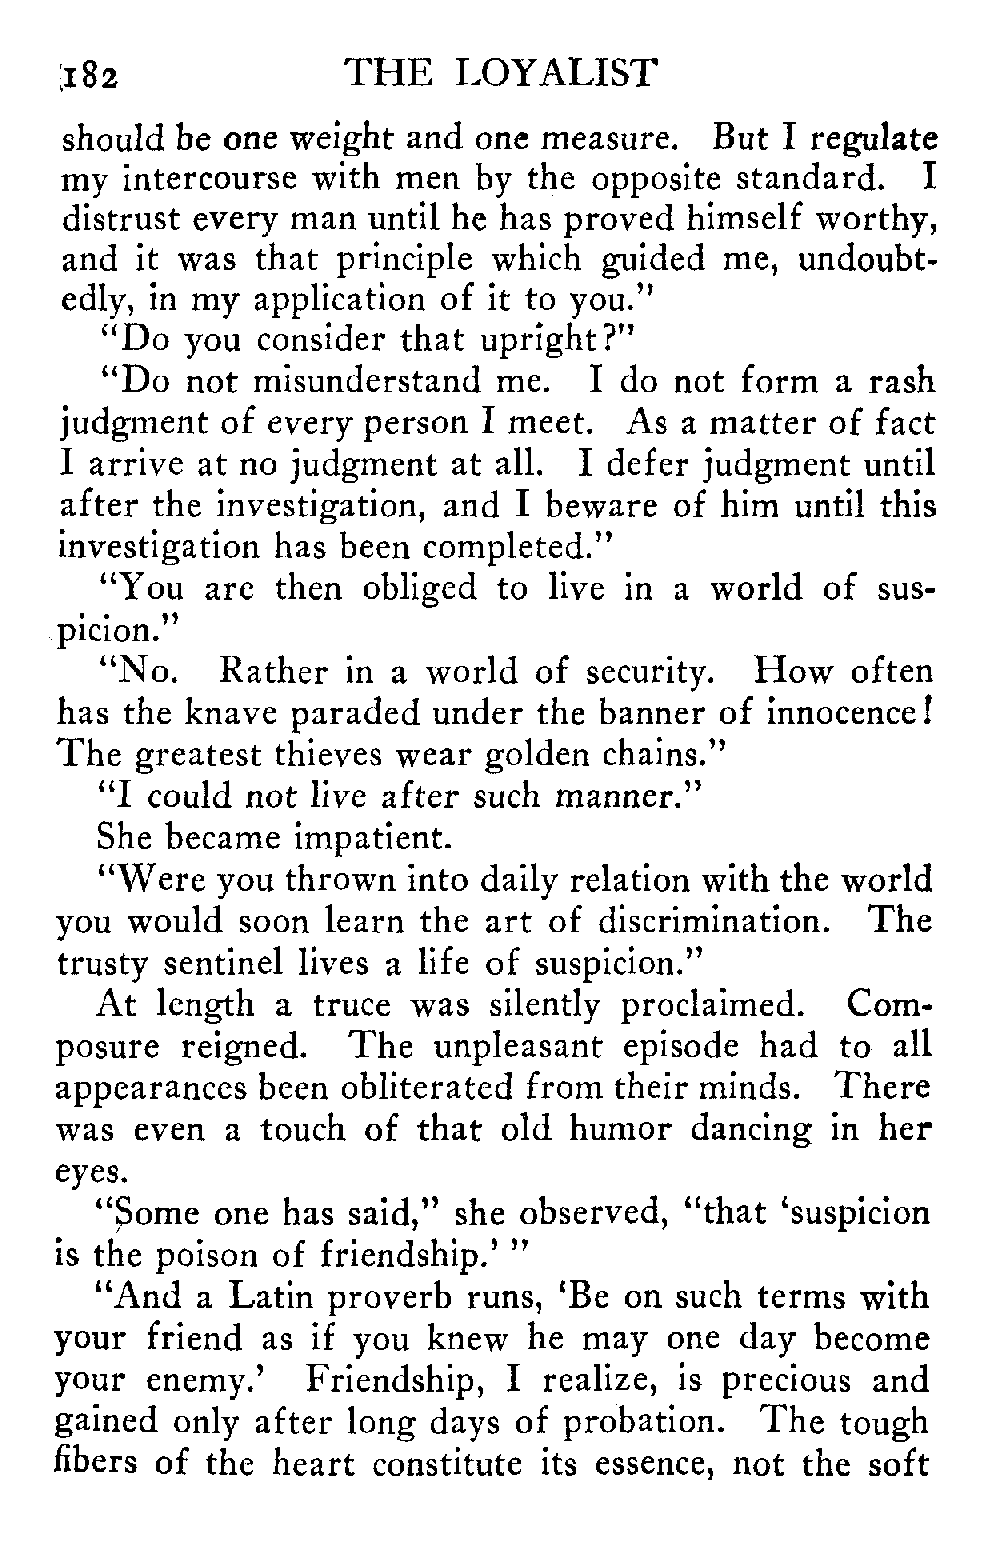 182 THE LOYALIST
should be one weight and one measure. But I regulate
my intercourse with men by the opposite standard. I
distrust every man until he has proved himself worthy,
and it was that principle which guided me, undoubt-
edly, in my application of it to you."
"Do you consider that upright?"
"Do not misunderstand me. I do not form a rash
judgment of every person I meet. As a matter of fact
I arrive at no judgment at all. I defer judgment until
after the investigation, and I beware of him until this
investigation has been completed."
"You are then obliged to live in a world of sus-
picion."
"No. Rather in a world of security. How often
has the knave paraded under the banner of innocence!
The greatest thieves wear golden chains."
"I could not live after such manner."
She became impatient.
"Were you thrown into daily relation with the world
you would soon learn the art of discrimination. The
trusty sentinel lives a life of suspicion."
At length a truce was silently proclaimed. Com-
posure reigned. The unpleasant episode had to all
appearances been obliterated from their minds. There
was even a touch of that old humor dancing in her
eyes.
"Some one has said," she observed, "that 'suspicion
is the poison of friendship.' "
"And a Latin proverb runs, 'Be on such terms with
your friend as if you knew he may one day become
your enemy.' Friendship, I realize, is precious and
gained only after long days of probation. The tough
fibers of the heart constitute its essence, not the soft